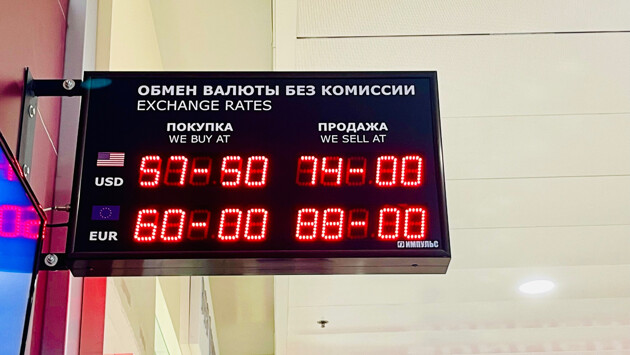 ОБМЕН ВАЛЮТЫ БЕЗ КОМИССИИ
EXCHANGE RATES
ПОКУПКА ПРОДАЖА
WE BUY AT WE SELL AT
USD 57-50 74-00
EUR 60-00 88-00
ИМПУЛЬС